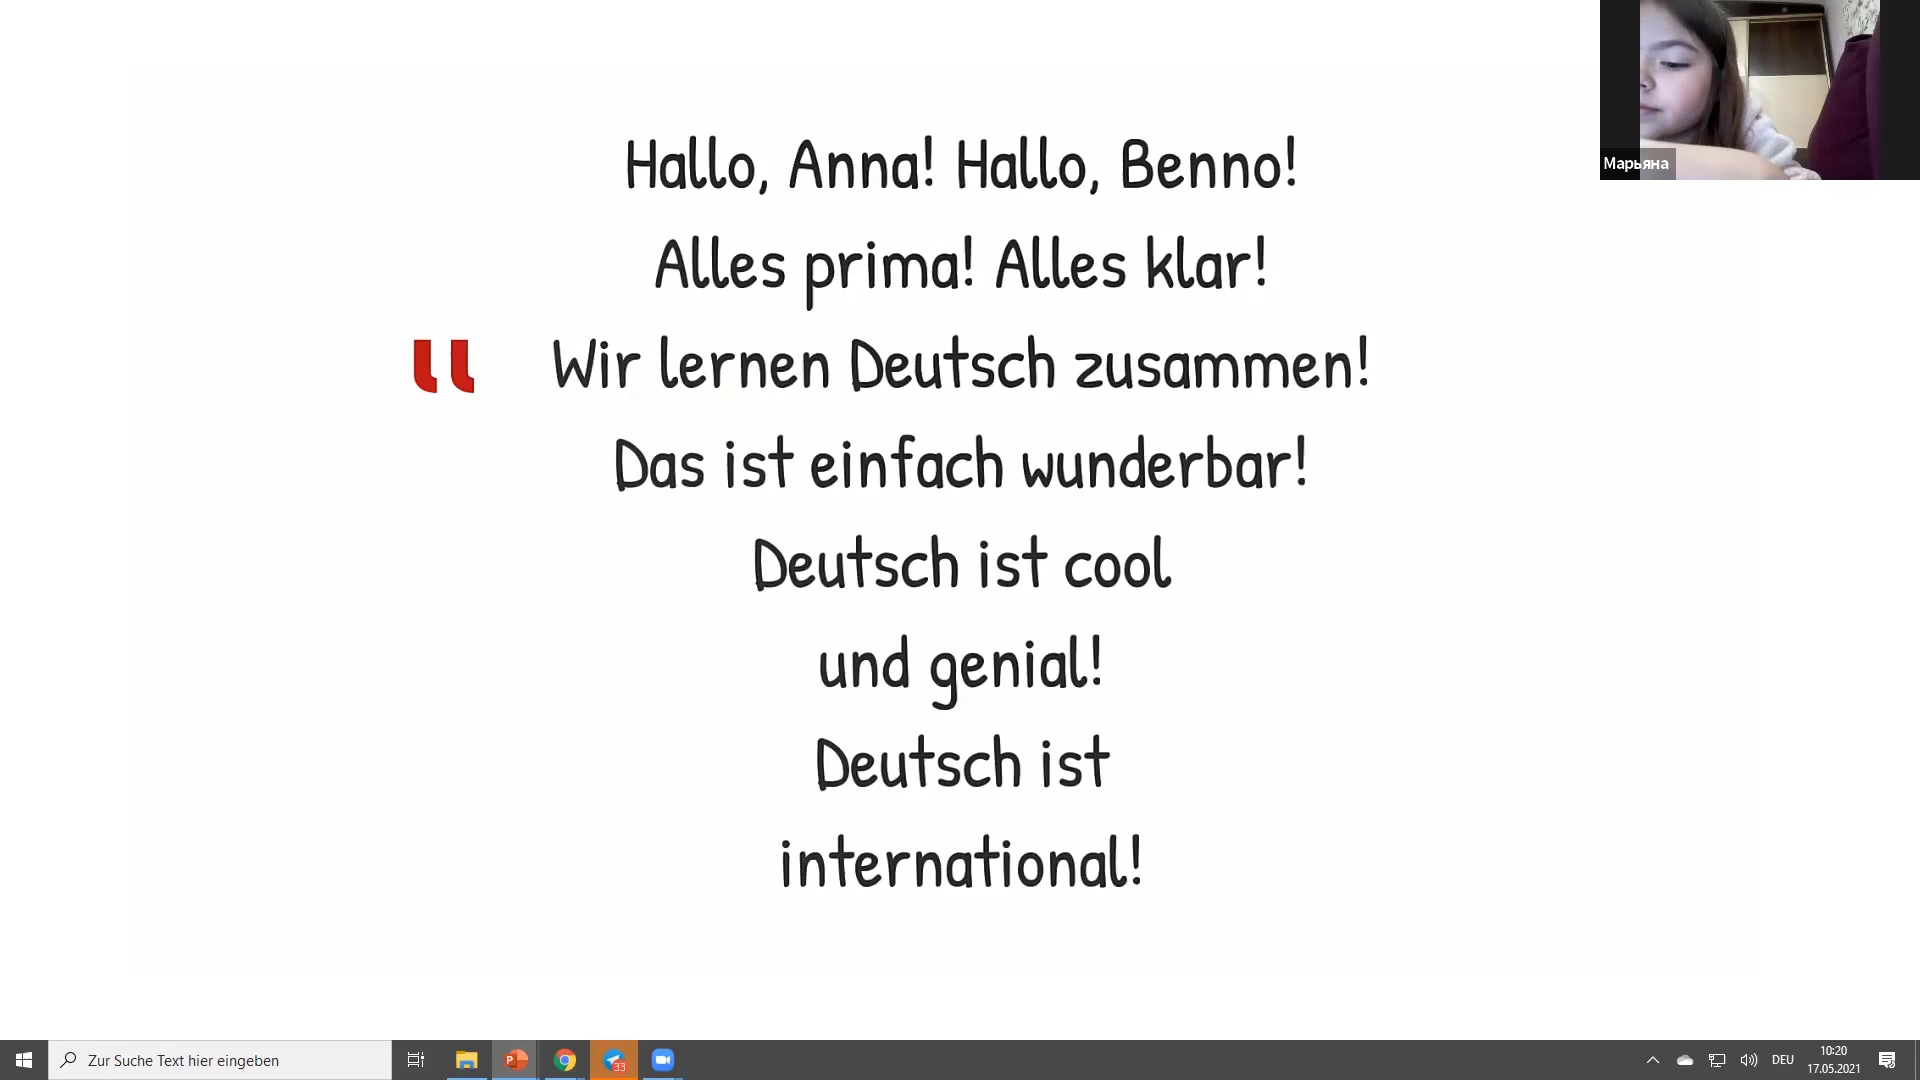 Марьяна
Hallo, Anna! Hallo, Benno!
Alles prima! Alles klar!
Wir lernen Deutsch zusammen!
Das ist einfach wunderbar!
Deutsch ist cool
und genial!
Deutsch ist
international!
Zur Suche Text hier eingeben
33
DEU
10:20
17.05.2021